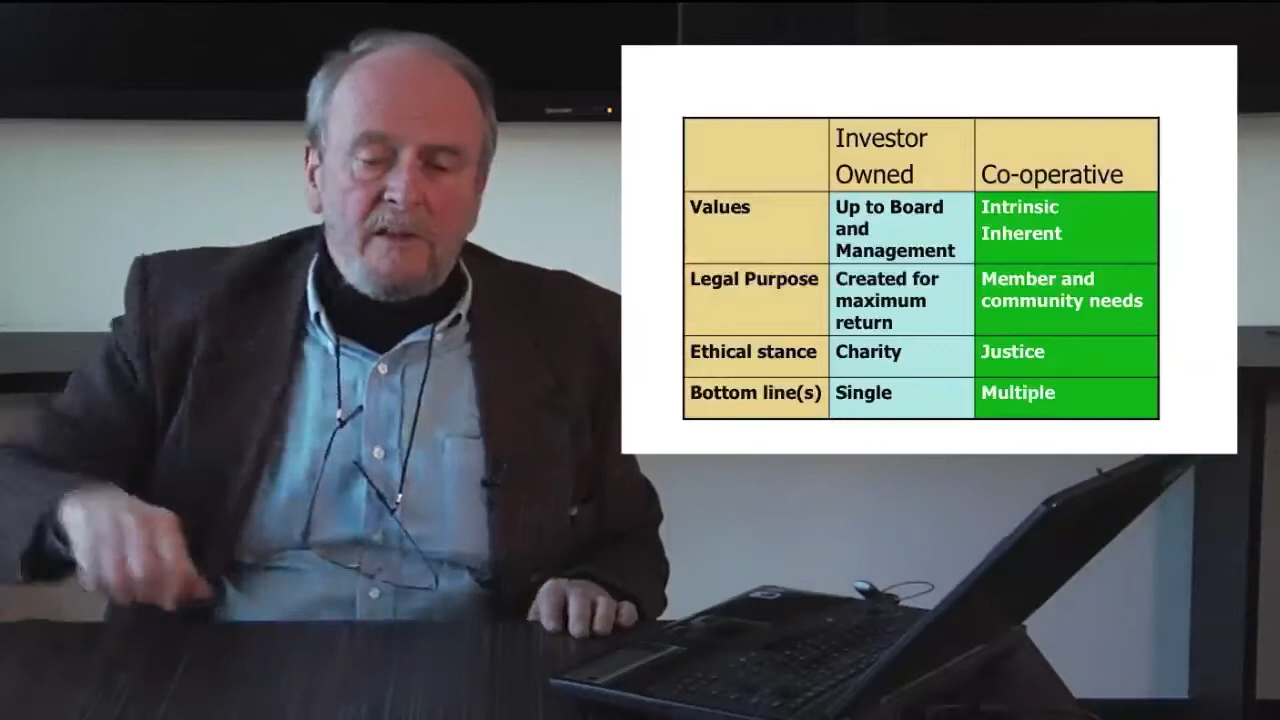 Investor
Owned
Co-operative
Values
Up to Board
and
Management
Intrinsic
Inherent
Legal Purpose
Created for
maximum
return
Member and
community needs
Ethical stance
Charity
Justice
Bottom line(s)
Single
Multiple